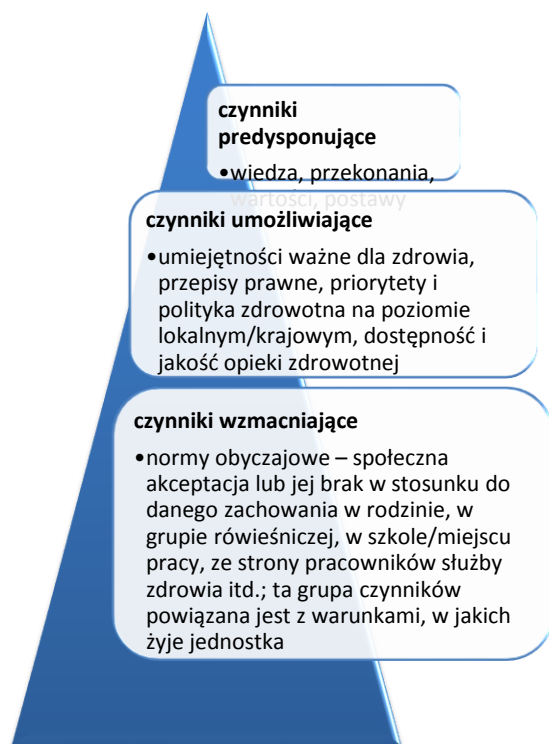 czynniki
predysponujące
•wiedza, przekonania,
wartości, postawy
czynniki umożliwiające
•umiejętności ważne dla zdrowia,
przepisy prawne, priorytety i
polityka zdrowotna na poziomie
lokalnym/krajowym, dostępność i
jakość opieki zdrowotnej
czynniki wzmacniające
•normy obyczajowe – społeczna
akceptacja lub jej brak w stosunku do
danego zachowania w rodzinie, w
grupie rówieśniczej, w szkole/miejscu
pracy, ze strony pracowników służby
zdrowia itd.; ta grupa czynników
powiązana jest z warunkami, w jakich
żyje jednostka